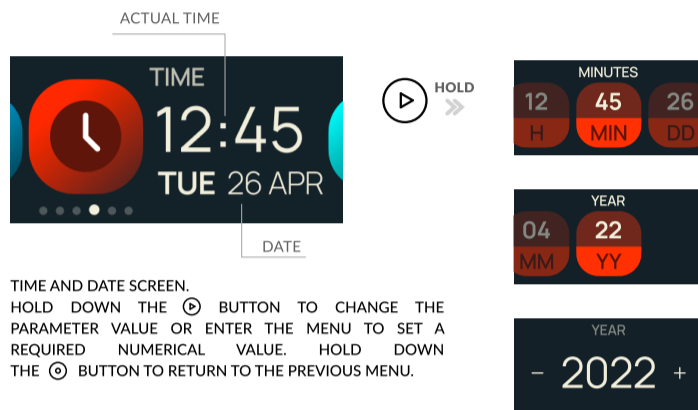 ACTUAL TIME
TIME
12:45
TUE 26 APR
DATE
HOLD
MINUTES
12 45 26
H MIN DD
YEAR
04 22
MM YY
YEAR
− 2022 +
TIME AND DATE SCREEN.
HOLD DOWN THE BUTTON TO CHANGE THE
PARAMETER VALUE OR ENTER THE MENU TO SET A
REQUIRED NUMERICAL VALUE. HOLD DOWN
THE BUTTON TO RETURN TO THE PREVIOUS MENU.